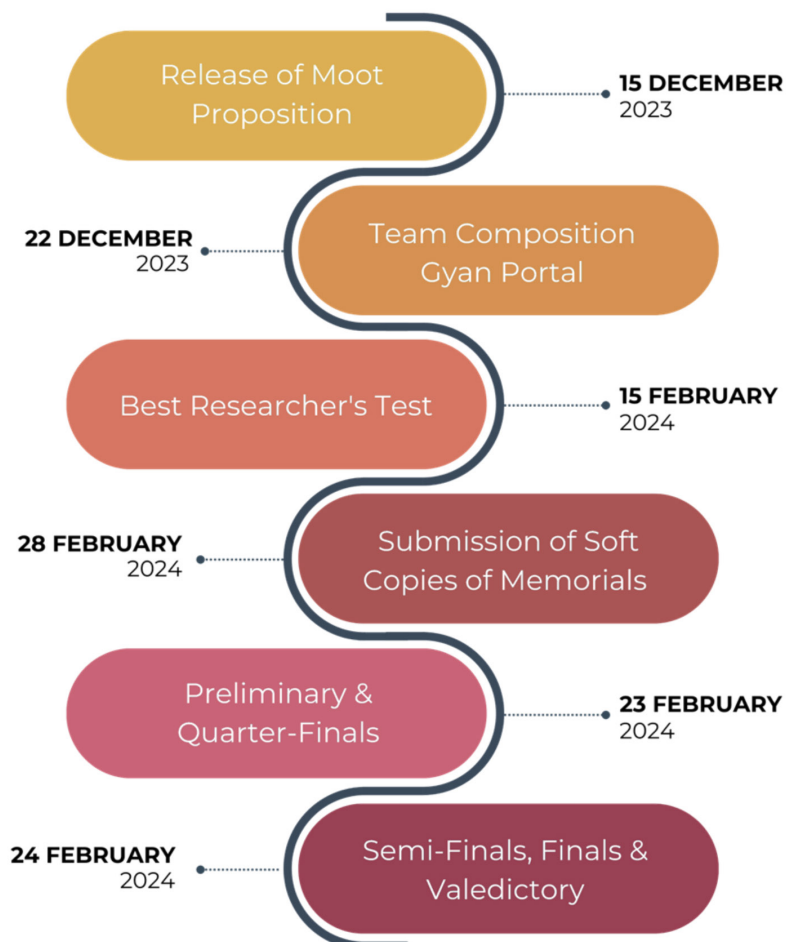 Release of Moot
Proposition
15 DECEMBER
2023
22 DECEMBER
2023
Team Composition
Gyan Portal
Best Researcher's Test
15 FEBRUARY
2024
28 FEBRUARY
2024
Submission of Soft
Copies of Memorials
Preliminary &
Quarter-Finals
23 FEBRUARY
2024
24 FEBRUARY
2024
Semi-Finals, Finals &
Valedictory